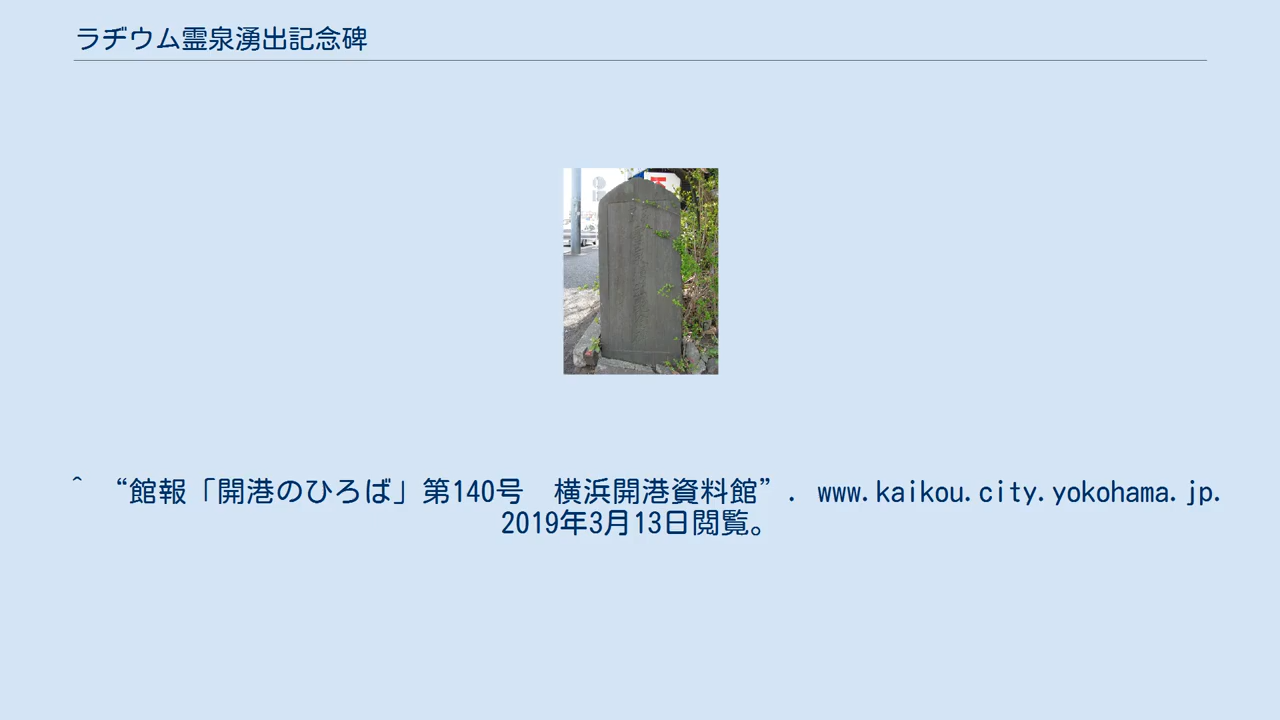 ラヂウム霊泉湧出記念碑
^ “館報「開港のひろば」第140号　横浜開港資料館”. www.kaikou.city.yokohama.jp.
2019年3月13日閲覧。